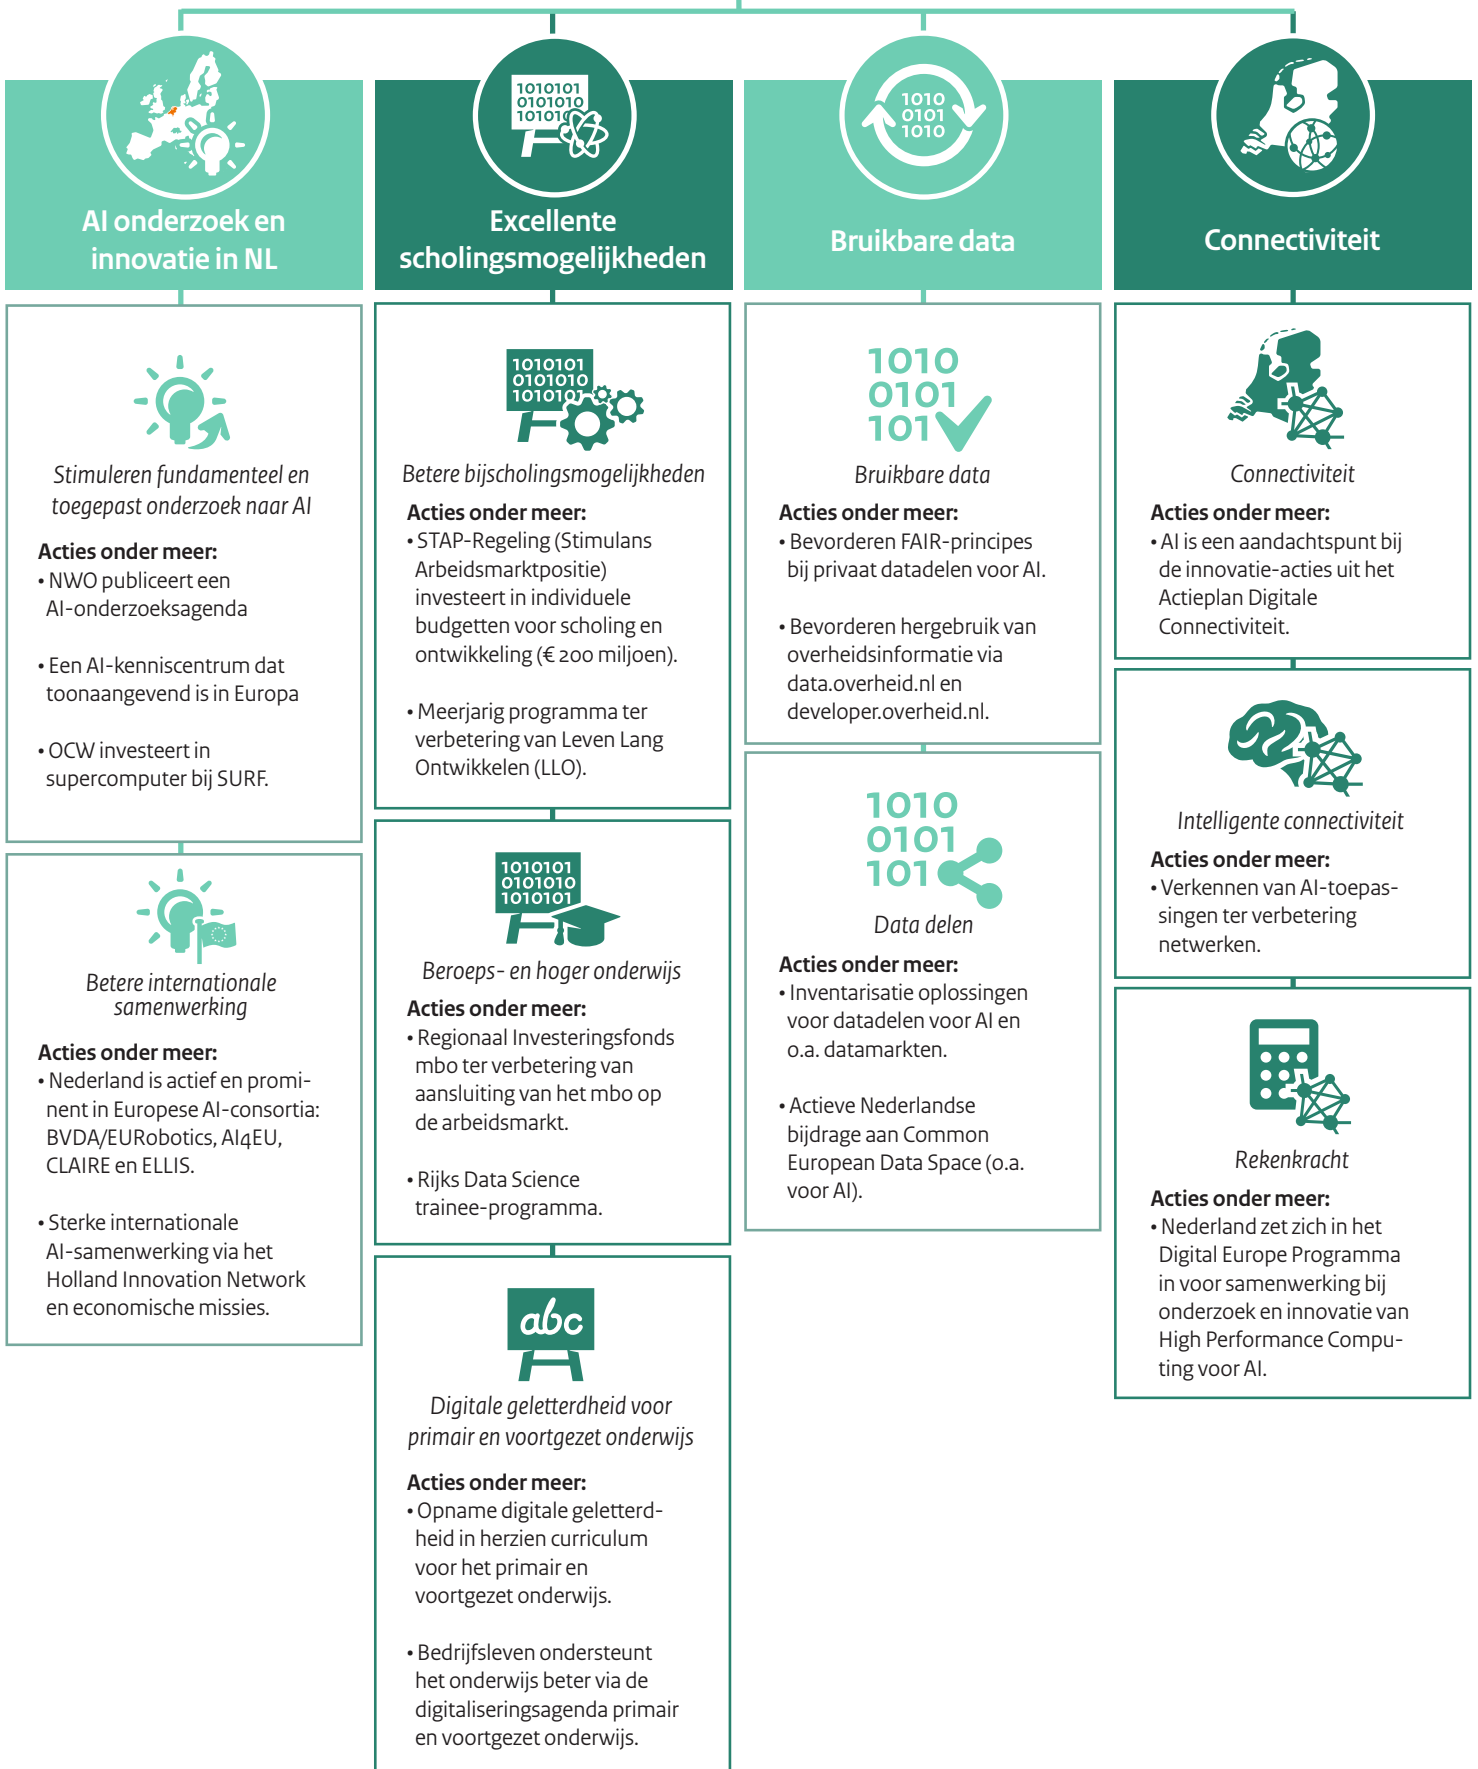 1010101
0101010
101010
1010
0101
1010
AI onderzoek en
innovatie in NL
Excellente
scholingsmogelijkheden
Bruikbare data
Connectiviteit
Stimuleren fundamenteel en
toegepast onderzoek naar AI
Acties onder meer:
• NWO publiceert een
AI-onderzoeksagenda
• Een AI-kenniscentrum dat
toonaangevend is in Europa
• OCW investeert in
supercomputer bij SURF.
Betere internationale
samenwerking
Acties onder meer:
• Nederland is actief en promi-
nent in Europese AI-consortia:
BVDA/EURobotics, AI4EU,
CLAIRE en ELLIS.
• Sterke internationale
AI-samenwerking via het
Holland Innovation Network
en economische missies.
1010101
0101010
1010101
Betere bijscholingsmogelijkheden
Acties onder meer:
• STAP-Regeling (Stimulans
Arbeidsmarktpositie)
investeert in individuele
budgetten voor scholing en
ontwikkeling (€ 200 miljoen).
• Meerjarig programma ter
verbetering van Leven Lang
Ontwikkelen (LLO).
1010101
0101010
1010101
Beroeps- en hoger onderwijs
Acties onder meer:
• Regionaal Investeringsfonds
mbo ter verbetering van
aansluiting van het mbo op
de arbeidsmarkt.
• Rijks Data Science
trainee-programma.
abc
Digitale geletterdheid voor
primair en voortgezet onderwijs
Acties onder meer:
• Opname digitale geletterd-
heid in herzien curriculum
voor het primair en
voortgezet onderwijs.
• Bedrijfsleven ondersteunt
het onderwijs beter via de
digitaliseringsagenda primair
en voortgezet onderwijs.
1010
0101
101
Bruikbare data
Acties onder meer:
• Bevorderen FAIR-principes
bij privaat datadelen voor AI.
• Bevorderen hergebruik van
overheidsinformatie via
data.overheid.nl en
developer.overheid.nl.
1010
0101
101
Data delen
Acties onder meer:
• Inventarisatie oplossingen
voor datadelen voor AI en
o.a. datamarkten.
• Actieve Nederlandse
bijdrage aan Common
European Data Space (o.a.
voor AI).
Connectiviteit
Acties onder meer:
• AI is een aandachtspunt bij
de innovatie-acties uit het
Actieplan Digitale
Connectiviteit.
Intelligente connectiviteit
Acties onder meer:
• Verkennen van AI-toepas-
singen ter verbetering
netwerken.
Rekenkracht
Acties onder meer:
• Nederland zet zich in het
Digital Europe Programma
in voor samenwerking bij
onderzoek en innovatie van
High Performance Compu-
ting voor AI.